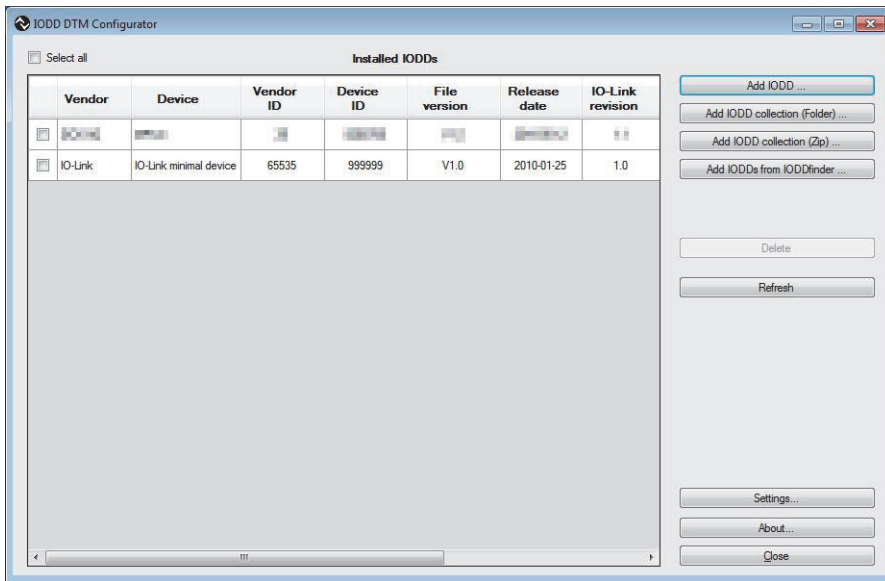 IODD DTM Configurator
Select all
Installed IODDs
Vendor Device Vendor ID Device ID File version Release date IO-Link revision
IO-Link IO-Link minimal device 65535 999999 V1.0 2010-01-25 1.0
Add IODD ...
Add IODD collection (Folder) ...
Add IODD collection (Zip) ...
Add IODDs from IODDfinder ...
Delete
Refresh
Settings...
About...
Close